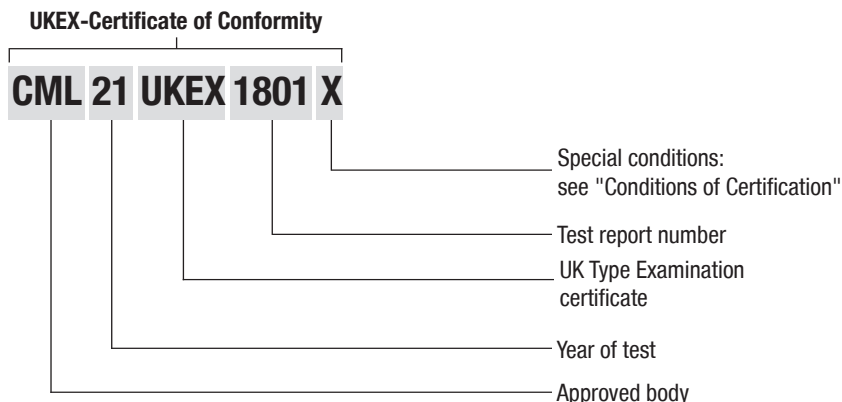 UKEX-Certificate of Conformity
CML 21 UKEX 1801 X
Special conditions:
see "Conditions of Certification"
Test report number
UK Type Examination
certificate
Year of test
Approved body